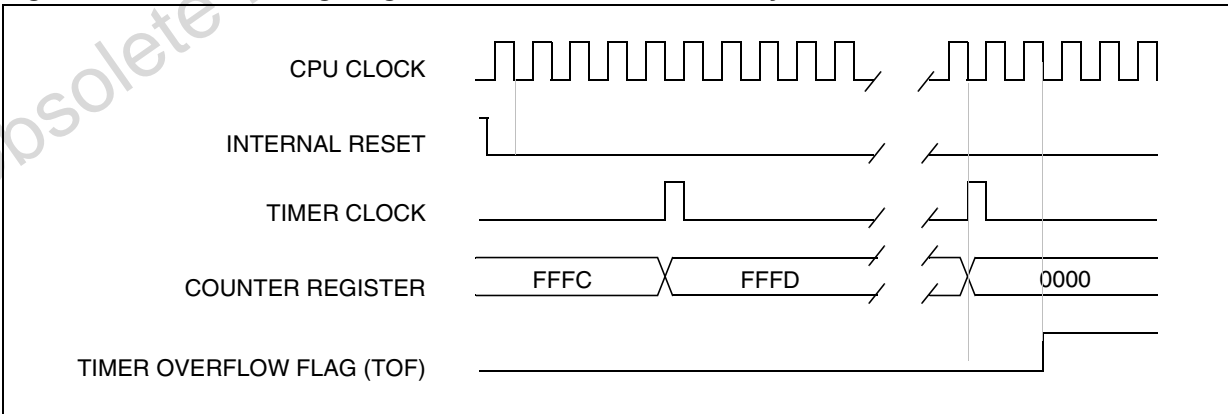 CPU CLOCK
INTERNAL RESET
TIMER CLOCK
COUNTER REGISTER
FFFC
FFFD
0000
TIMER OVERFLOW FLAG (TOF)